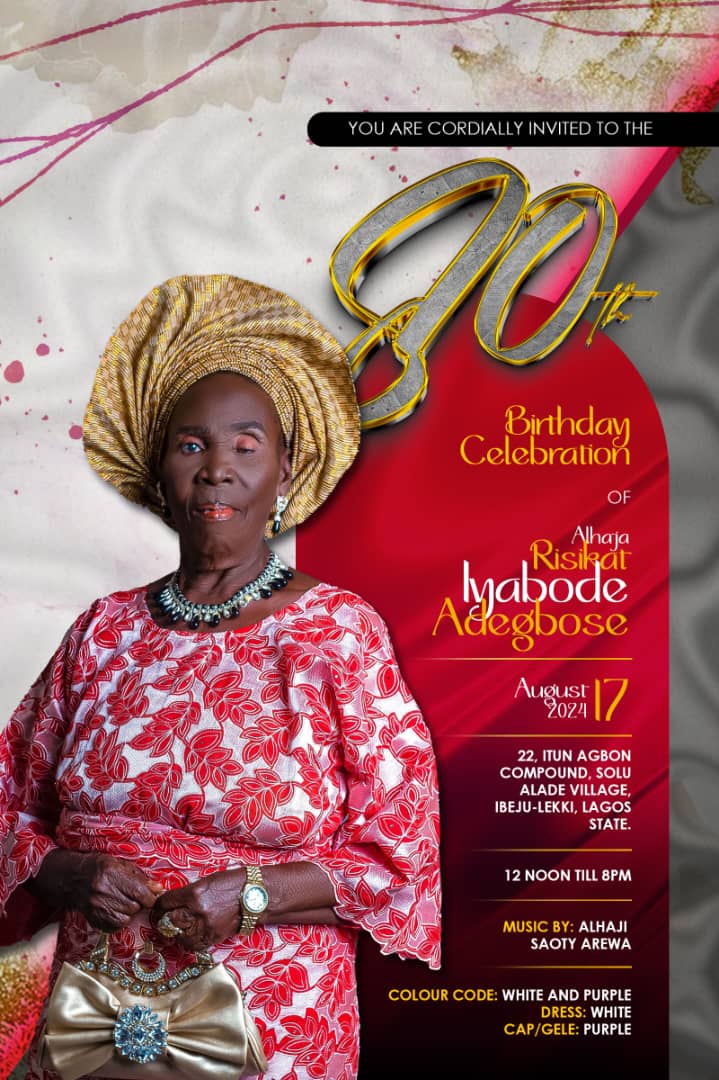 YOU ARE CORDIALLY INVITED TO THE
90th
Birthday
Celebration
OF
Alhaja
Risikat
Iyabode
Adegbose
August 17
2024
22, ITUN AGBON
COMPOUND, SOLU
ALADE VILLAGE,
IBEJU-LEKKI, LAGOS
STATE.
12 NOON TILL 8PM
MUSIC BY: ALHAJI
SAOTY AREWA
COLOUR CODE: WHITE AND PURPLE
DRESS: WHITE
CAP/GELE: PURPLE